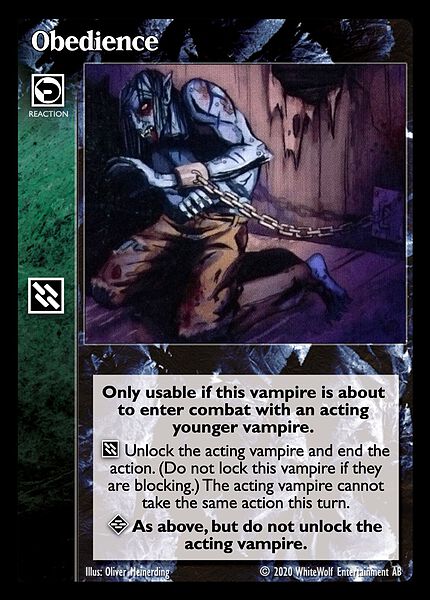 Obedience
REACTION
Only usable if this vampire is about
to enter combat with an acting
younger vampire.
Unlock the acting vampire and end the
action. (Do not lock this vampire if they
are blocking.) The acting vampire cannot
take the same action this turn.
As above, but do not unlock the
acting vampire.
Illus: Oliver Meinerding © 2020 WhiteWolf Entertainment AB